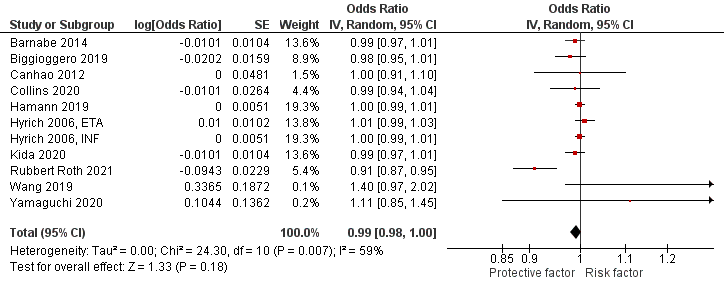 Odds Ratio Odds Ratio
Study or Subgroup log[Odds Ratio] SE Weight IV, Random, 95% CI IV, Random, 95% CI
Barnabe 2014 -0.0101 0.0104 13.6% 0.99 [0.97, 1.01]
Biggioggero 2019 -0.0202 0.0159 8.9% 0.98 [0.95, 1.01]
Canhao 2012 0 0.0481 1.5% 1.00 [0.91, 1.10]
Collins 2020 -0.0101 0.0264 4.4% 0.99 [0.94, 1.04]
Hamann 2019 0 0.0051 19.3% 1.00 [0.99, 1.01]
Hyrich 2006, ETA 0.01 0.0102 13.8% 1.01 [0.99, 1.03]
Hyrich 2006, INF 0 0.0051 19.3% 1.00 [0.99, 1.01]
Kida 2020 -0.0101 0.0104 13.6% 0.99 [0.97, 1.01]
Rubbert Roth 2021 -0.0943 0.0229 5.4% 0.91 [0.87, 0.95]
Wang 2019 0.3365 0.1872 0.1% 1.40 [0.97, 2.02]
Yamaguchi 2020 0.1044 0.1362 0.2% 1.11 [0.85, 1.45]
Total (95% CI) 100.0% 0.99 [0.98, 1.00]
Heterogeneity: Tau² = 0.00; Chi² = 24.30, df = 10 (P = 0.007); I² = 59%
Test for overall effect: Z = 1.33 (P = 0.18)
0.85 0.9 1 1.1 1.2
Protective factor Risk factor